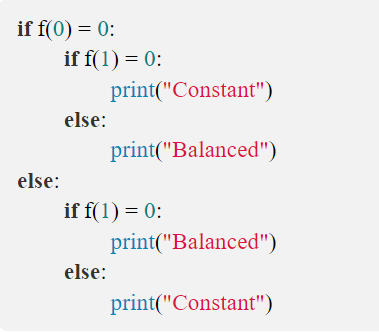 if f(0) = 0:
if f(1) = 0:
print("Constant")
else:
print("Balanced")
else:
if f(1) = 0:
print("Balanced")
else:
print("Constant")